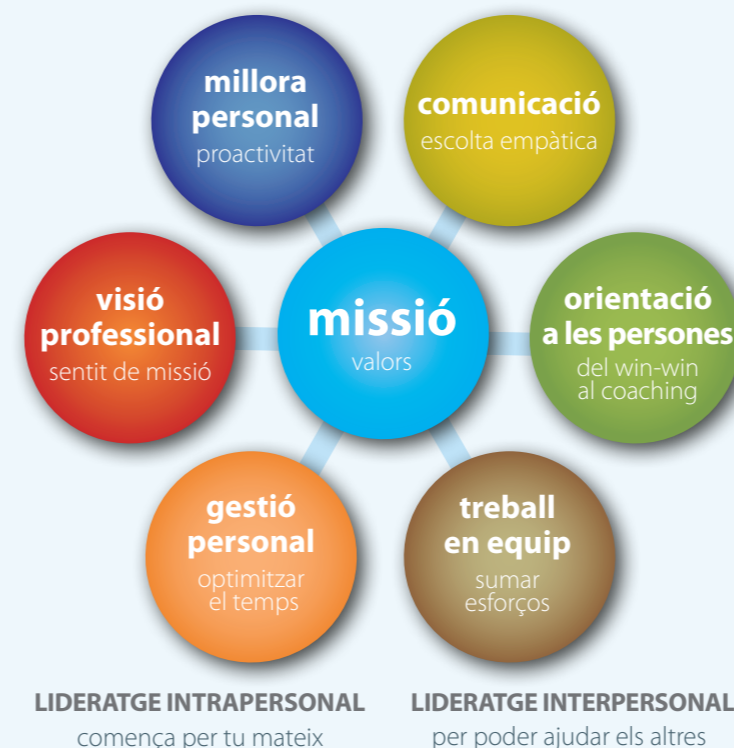 millora
personal
proactivitat
comunicació
escolta empàtica
visió
professional
sentit de missió
missió
valors
orientació
a les persones
del win-win
al coaching
gestió
personal
optimitzar
el temps
treball
en equip
sumar
esforços
LIDERATGE INTRAPERSONAL
comença per tu mateix
LIDERATGE INTERPERSONAL
per poder ajudar els altres